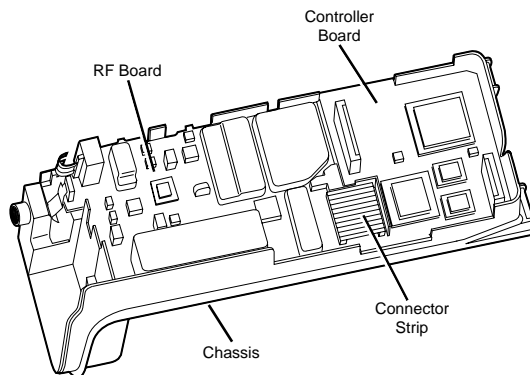 Controller
Board
RF Board
Connector
Strip
Chassis